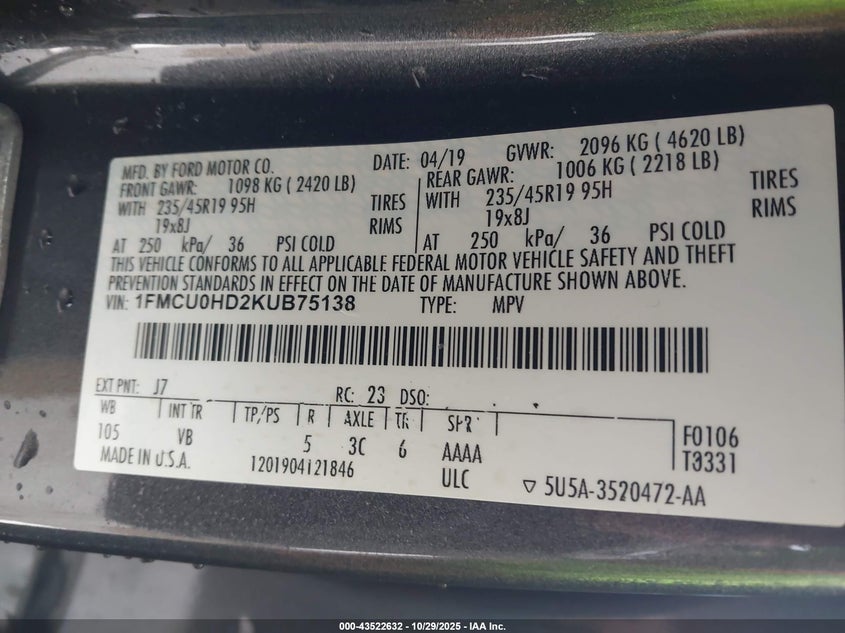 MFD. BY FORD MOTOR CO. DATE: 04/19 GVWR: 2096 KG ( 4620 LB)
FRONT GAWR: 1098 KG ( 2420 LB) REAR GAWR: 1006 KG ( 2218 LB)
WITH 235/45R19 95H TIRES WITH 235/45R19 95H TIRES
19x8J RIMS 19x8J RIMS
AT 250 kPa/ 36 PSI COLD AT 250 kPa/ 36 PSI COLD
THIS VEHICLE CONFORMS TO ALL APPLICABLE FEDERAL MOTOR VEHICLE SAFETY AND THEFT
PREVENTION STANDARDS IN EFFECT ON THE DATE OF MANUFACTURE SHOWN ABOVE.
VIN: 1FMCU0HD2KUB75138 TYPE: MPV
EXT PNT: J7 RC: 23 DSO:
WB INT TR TP/PS R AXLE TR SPR
105 VB 5 3C 6 AAAA F0106
MADE IN U.S.A. 1201904121846 ULC T9331
5U5A-3520472-AA
000-43522632 - 10/29/2025 - IAA Inc.